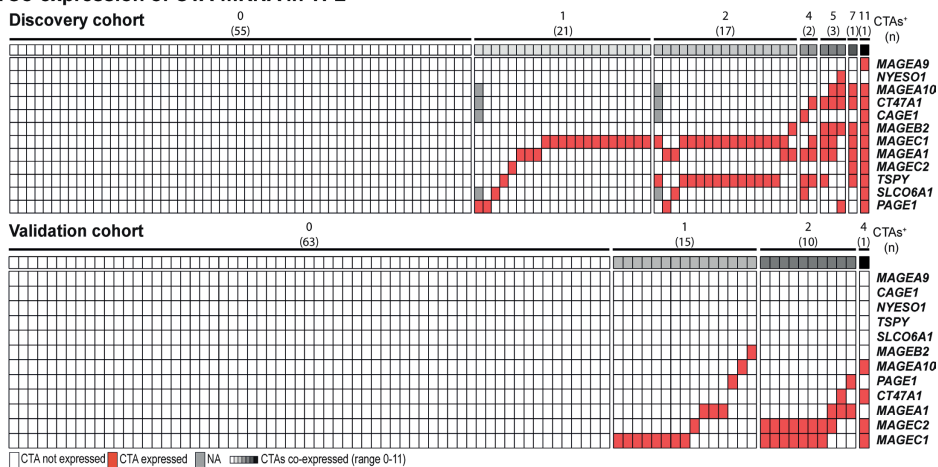 Discovery cohort
0 1 2 4 5 7 11 CTAs+
(55) (21) (17) (2) (3) (1) (1) (n)
MAGEA9
NYESO1
MAGEA10
CT47A1
CAGE1
MAGEB2
MAGEC1
MAGEA1
MAGEC2
TSPY
SLCO6A1
PAGE1
Validation cohort
0 1 2 4 CTAs+
(63) (15) (10) (1) (n)
MAGEA9
CAGE1
NYESO1
TSPY
SLCO6A1
MAGEB2
MAGEA10
PAGE1
CT47A1
MAGEA1
MAGEC2
MAGEC1
CTA not expressed CTA expressed NA CTAs co-expressed (range 0-11)